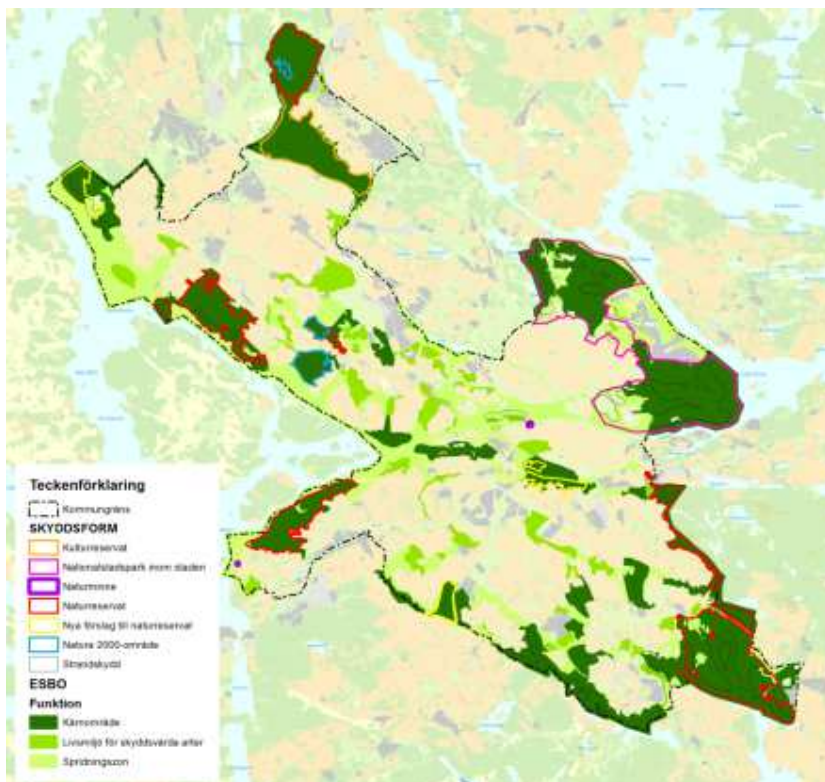 Teckenförklaring
Kommungräns
SKYDDSFORM
Kulturreservat
Nationalstadspark inom staden
Naturminne
Naturreservat
Nya förslag till naturreservat
Natura 2000-område
Strandskydd
ESBO
Funktion
Kärnområde
Livsmiljö för skyddsvärda arter
Spridningszon